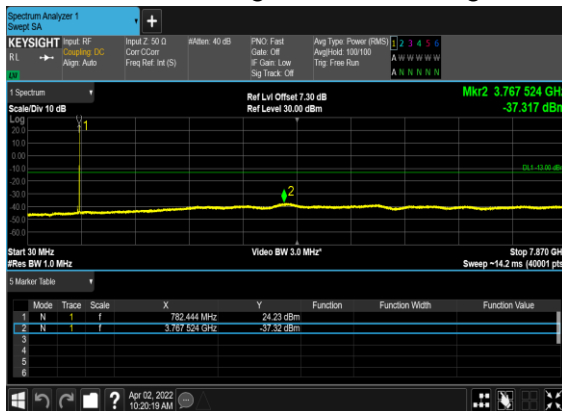 Spectrum Analyzer 1
Swept SA
KEYSIGHT Input: RF Input Z: 50 Ω #Atten: 40 dB PNO: Fast Avg Type: Power (RMS) 1 2 3 4 5 6
RL Coupling: DC Corr CCorr Gate: Off Avg|Hold: 100/100 A W W W W W
Align: Auto Freq Ref: Int (S) IF Gain: Low Trig: Free Run
Sig Track: Off A N N N N N
1 Spectrum Ref Lvl Offset 7.30 dB Mkr2 3.767 524 GHz
Scale/Div 10 dB Ref Level 30.00 dBm -37.317 dBm
Log
20.0
10.0
0.00
-10.0
-20.0
-30.0
-40.0
-50.0
-60.0
1
DL1 -13.00 dBm
2
Start 30 MHz Video BW 3.0 MHz* Stop 7.870 GHz
#Res BW 1.0 MHz Sweep ~14.2 ms (40001 pts)
5 Marker Table
Mode Trace Scale X Y Function Function Width Function Value
1 N 1 f 782.444 MHz 24.23 dBm
2 N 1 f 3.767 524 GHz -37.32 dBm
3
4
5
6
? Apr 02, 2022
10:20:19 AM